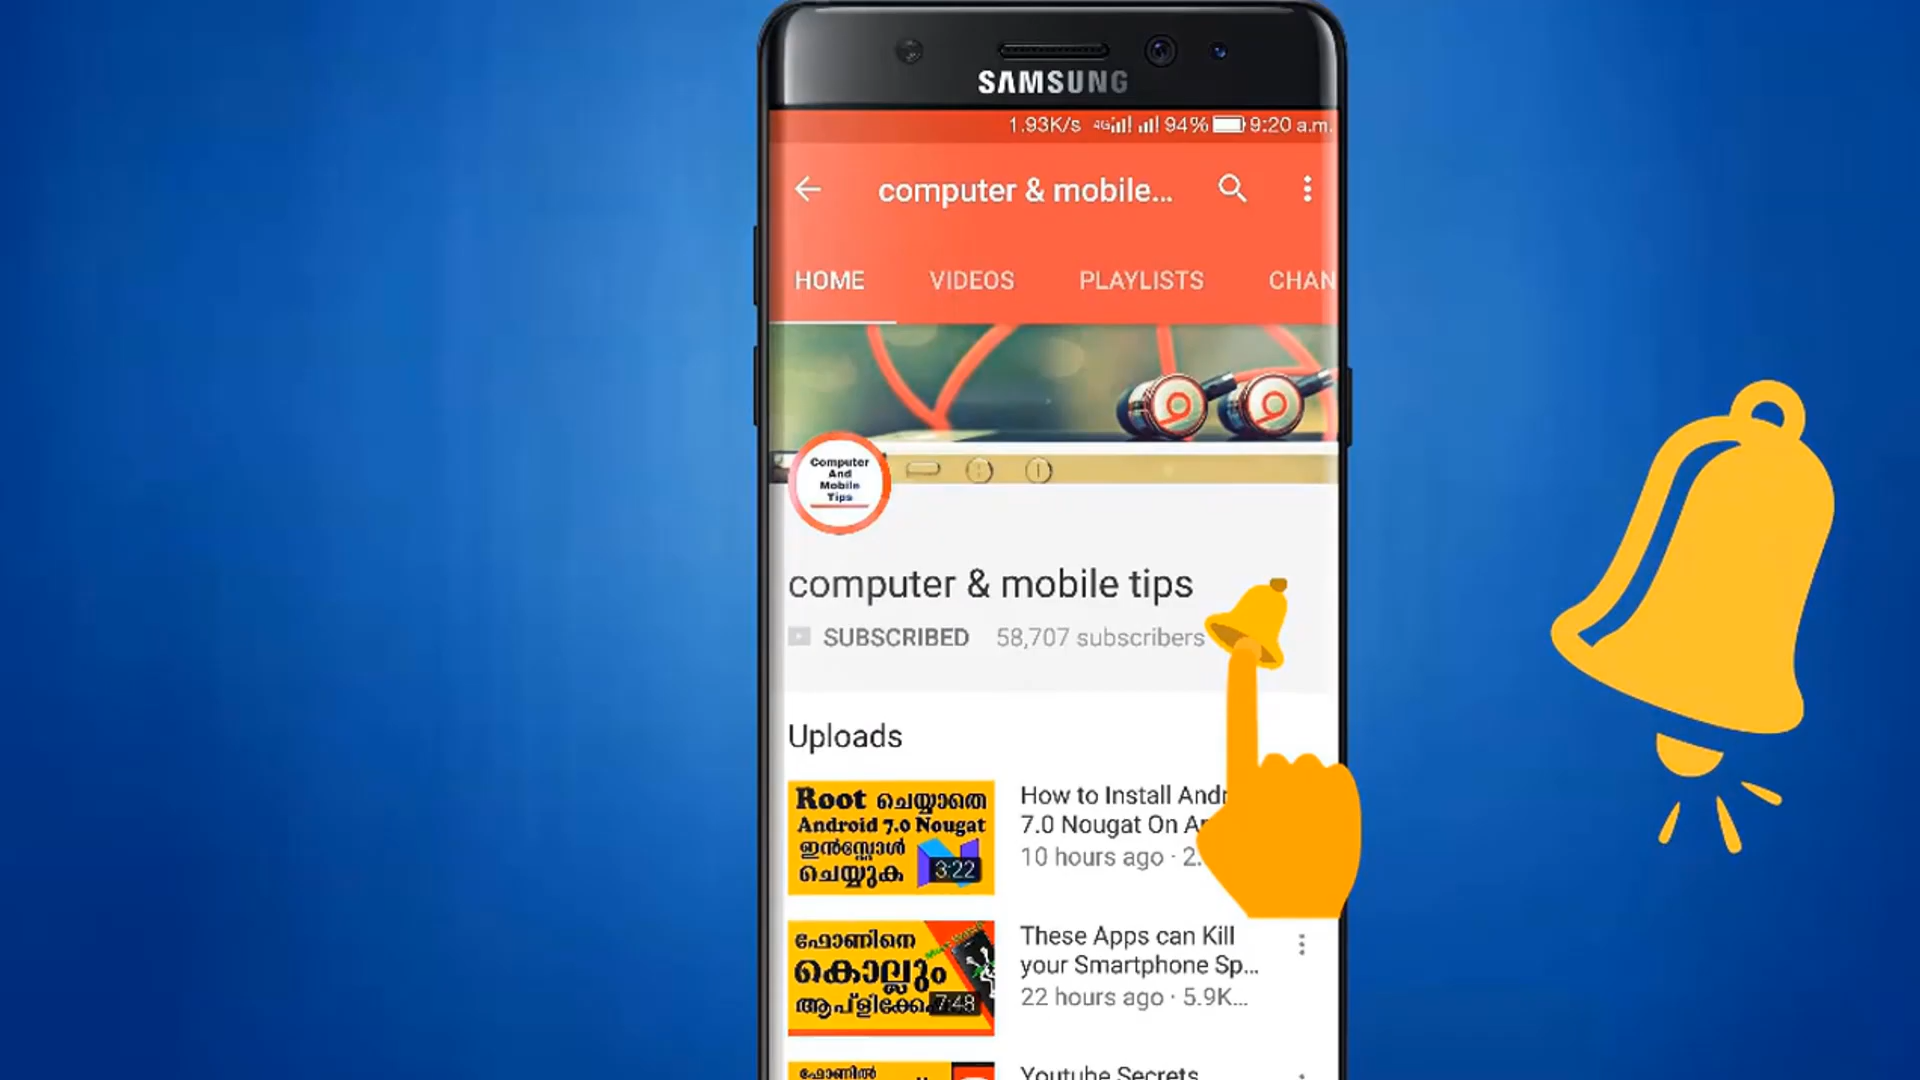 SAMSUNG
1.93K/s 4G 94% 9:20 a.m.
computer & mobile...
HOME VIDEOS PLAYLISTS CHAN
Computer
And
Mobile
Tips
computer & mobile tips
SUBSCRIBED 58,707 subscribers
Uploads
Root ചെയ്യാതെ
Android 7.0 Nougat
ഇൻസ്റ്റോൾ
ചെയ്യുക
3:22
How to Install Andr
7.0 Nougat On
10 hours ago · 2.
ഫോണിനെ
കൊല്ലും
7:48
These Apps can Kill
your Smartphone Sp...
22 hours ago · 5.9K...
ഫോണിൽ
Youtube Secrets